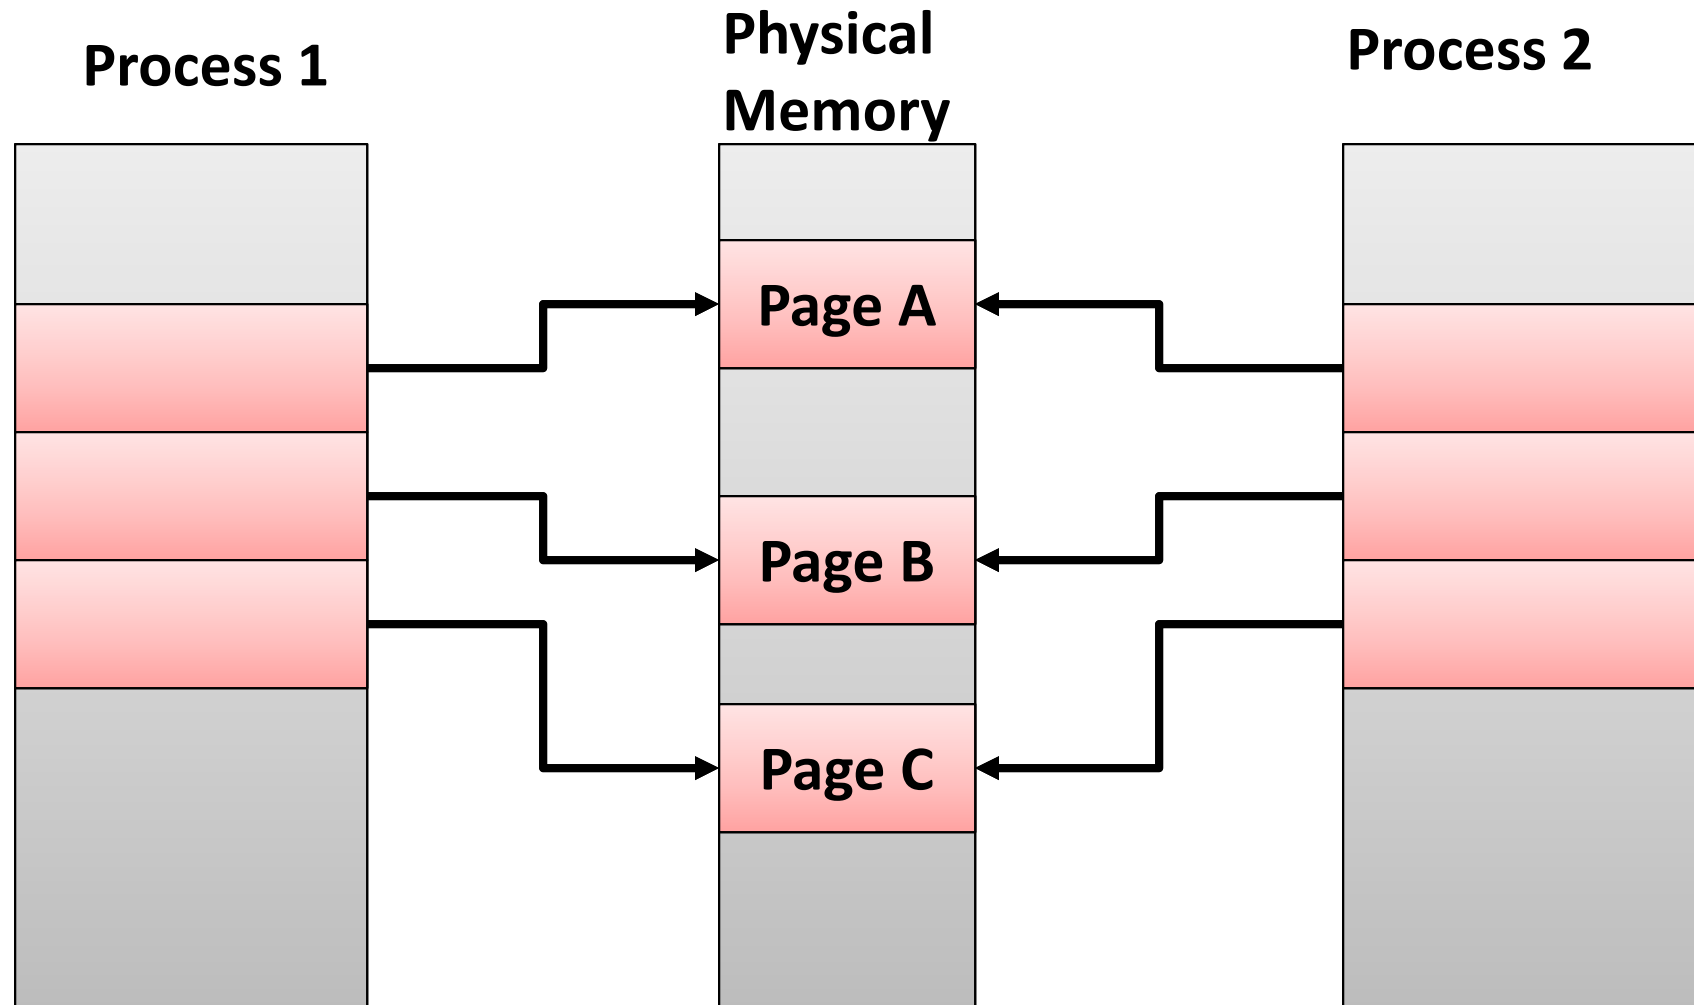 Process 1
Physical
Memory
Process 2
Page A
Page B
Page C